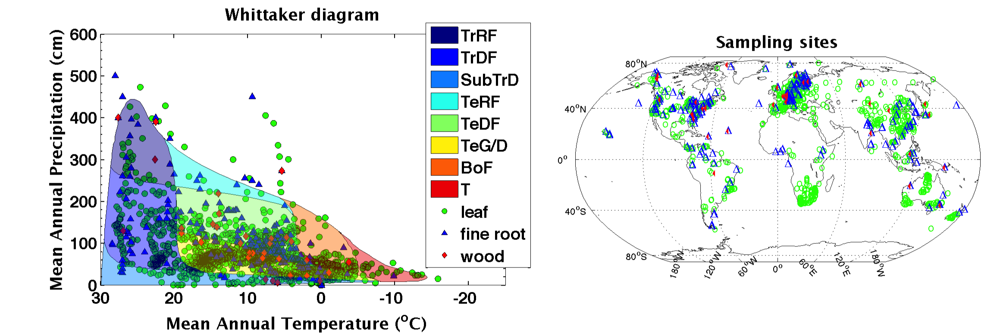 Whittaker diagram
Mean Annual Precipitation (cm)
600
500
400
300
200
100
0
30
20
10
0
-10
-20
Mean Annual Temperature (°C)
TrRF
TrDF
SubTrD
TeRF
TeDF
TeG/D
BoF
T
leaf
fine root
wood
Sampling sites
80°N
40°N
0°
40°S
80°S
180°W
120°W
60°W
0°
60°E
120°E
180°W